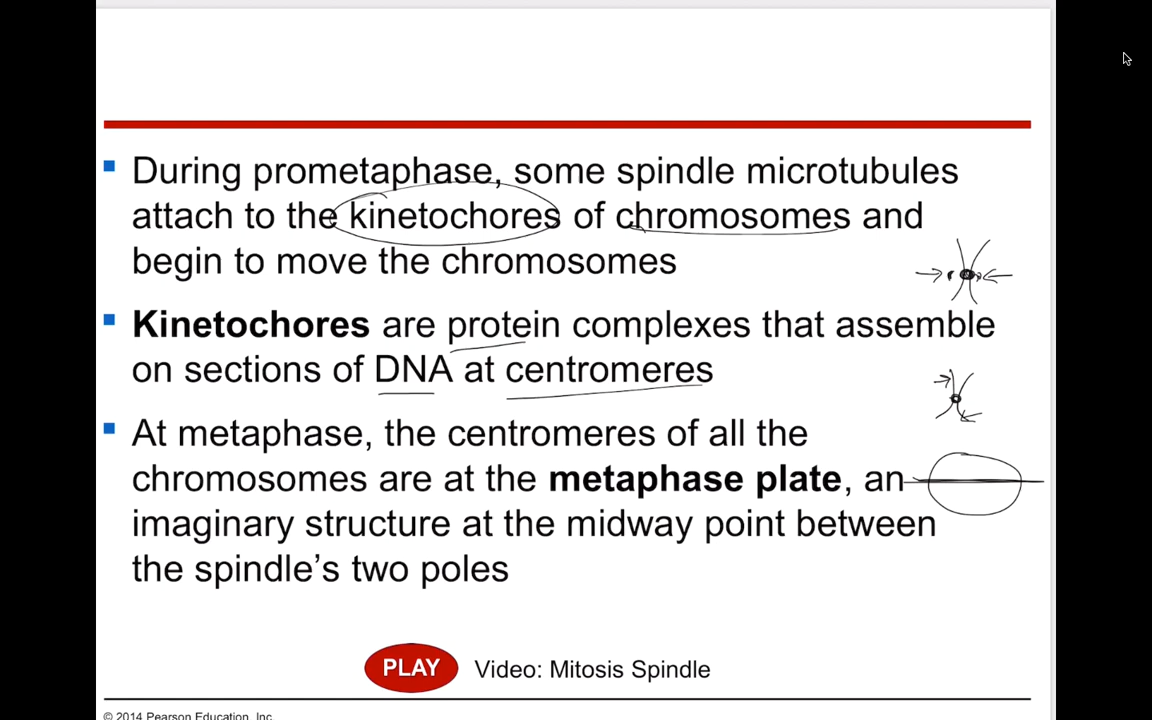 During prometaphase, some spindle microtubules
attach to the kinetochores of chromosomes and
begin to move the chromosomes
Kinetochores are protein complexes that assemble
on sections of DNA at centromeres
At metaphase, the centromeres of all the
chromosomes are at the metaphase plate, an
imaginary structure at the midway point between
the spindle’s two poles
PLAY Video: Mitosis Spindle
© 2014 Pearson Education, Inc.